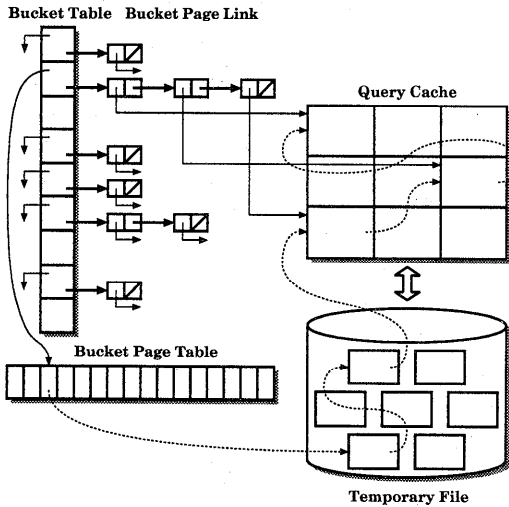 Bucket Table
Bucket Page Link
Query Cache
Bucket Page Table
Temporary File